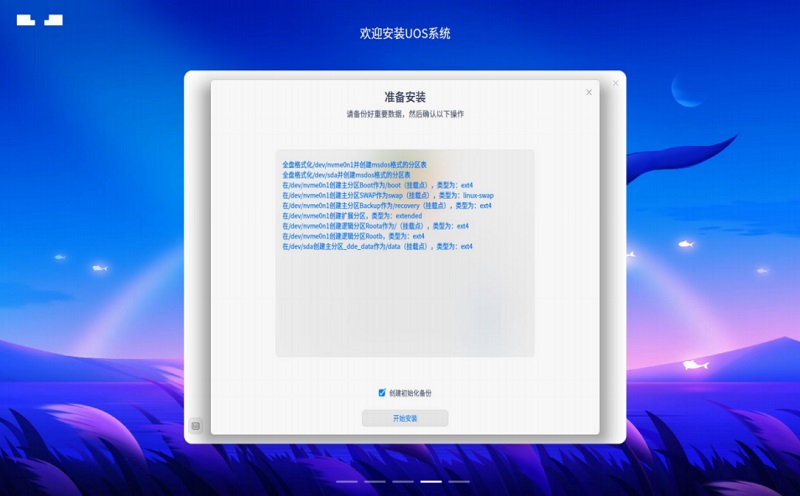 欢迎安装UOS系统
准备安装
请备份好重要数据，然后确认以下操作
全盘格式化/dev/nvme0n1并创建msdos格式的分区表
全盘格式化/dev/sda并创建msdos格式的分区表
在/dev/nvme0n1创建主分区Boot作为/boot（挂载点），类型为：ext4
在/dev/nvme0n1创建主分区SWAP作为swap（挂载点），类型为：linux-swap
在/dev/nvme0n1创建主分区Backup作为/recovery（挂载点），类型为：ext4
在/dev/nvme0n1创建扩展分区，类型为：extended
在/dev/nvme0n1创建逻辑分区Roota作为/（挂载点），类型为：ext4
在/dev/nvme0n1创建逻辑分区Rootb，类型为：ext4
在/dev/sda创建主分区_dde_data作为/data（挂载点），类型为：ext4
创建初始化备份
开始安装